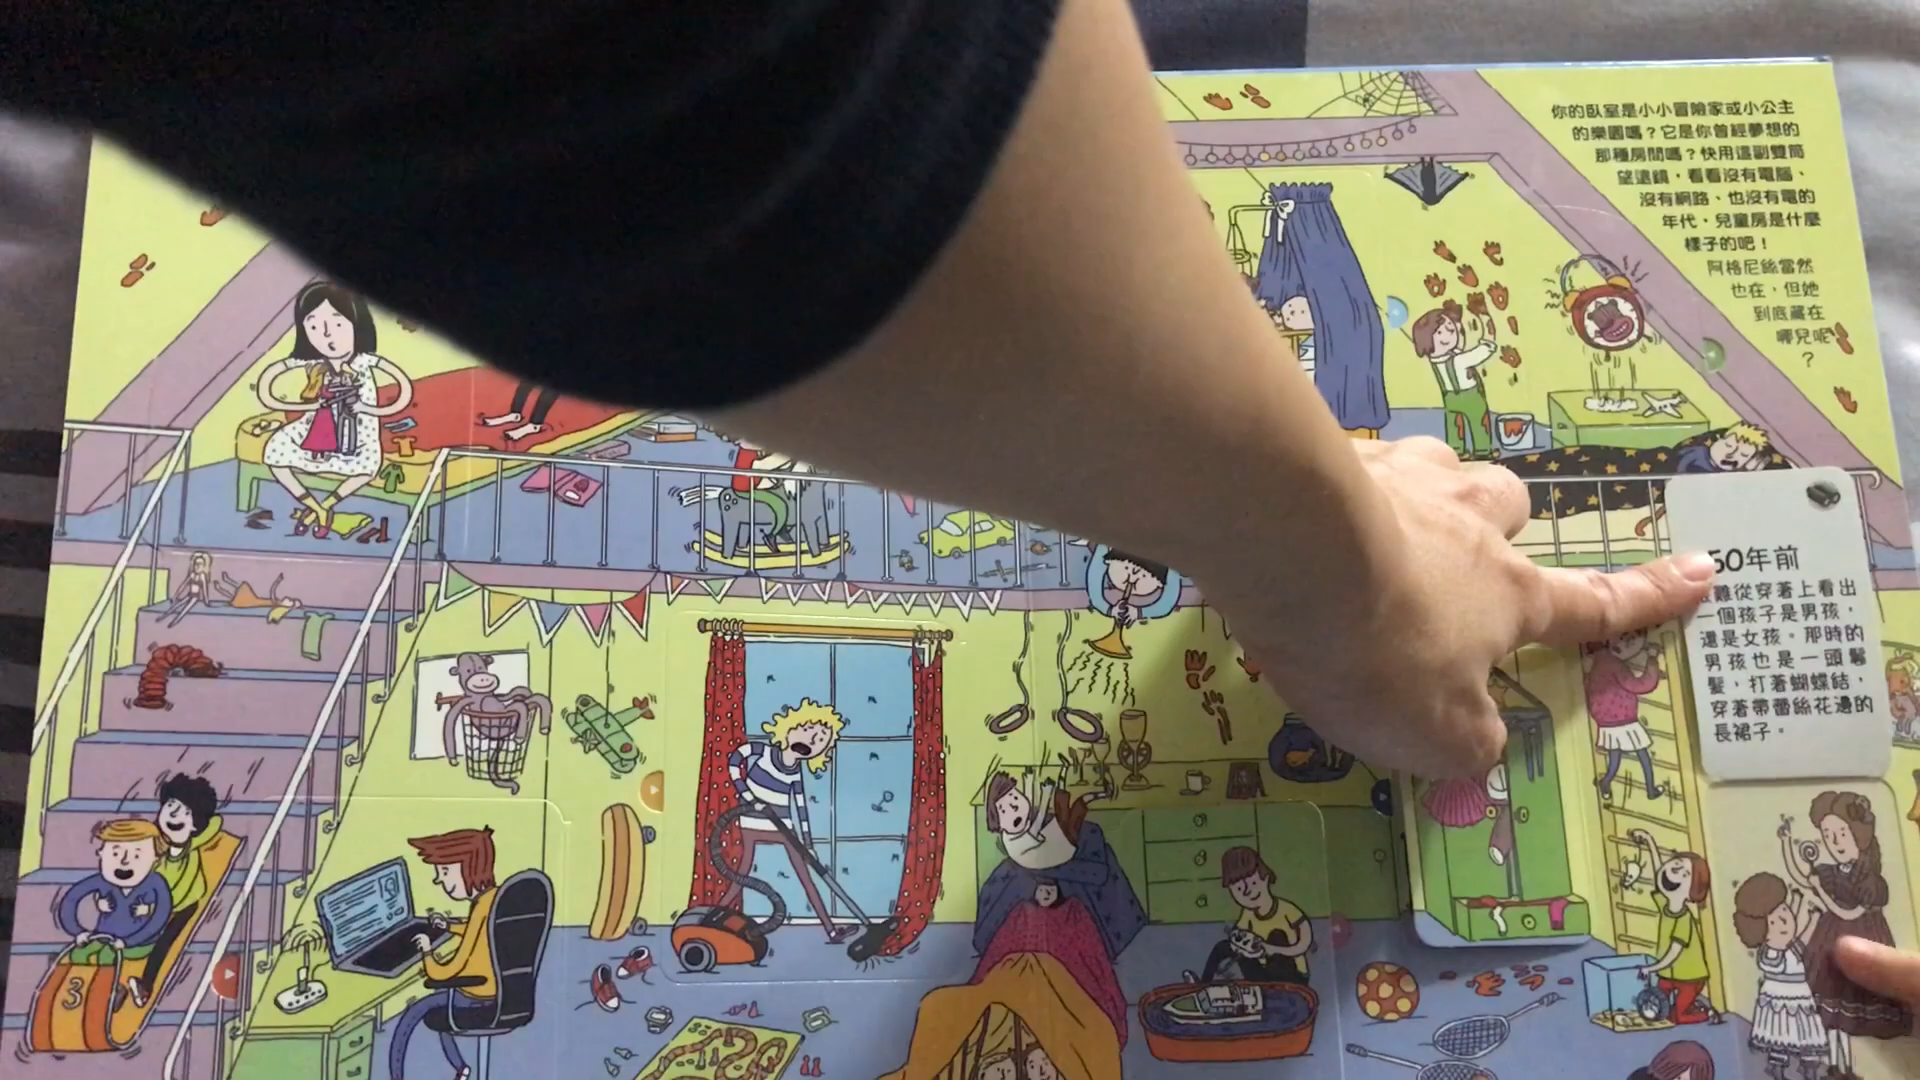 你的臥室是小小冒險家或小公主
的樂園嗎？它是你曾經夢想的
那種房間嗎？快用這副雙筒
望遠鏡，看看沒有電腦、
沒有網路、也沒有電的
年代，兒童房是什麼
樣子的吧！
阿格尼絲當然
也在，但她
到底藏在
哪兒呢
？
50年前
難從穿著上看出
一個孩子是男孩，
還是女孩。那時的
男孩也是一頭鬈
髮，打著蝴蝶結，
穿著帶蕾絲花邊的
長裙子。
3